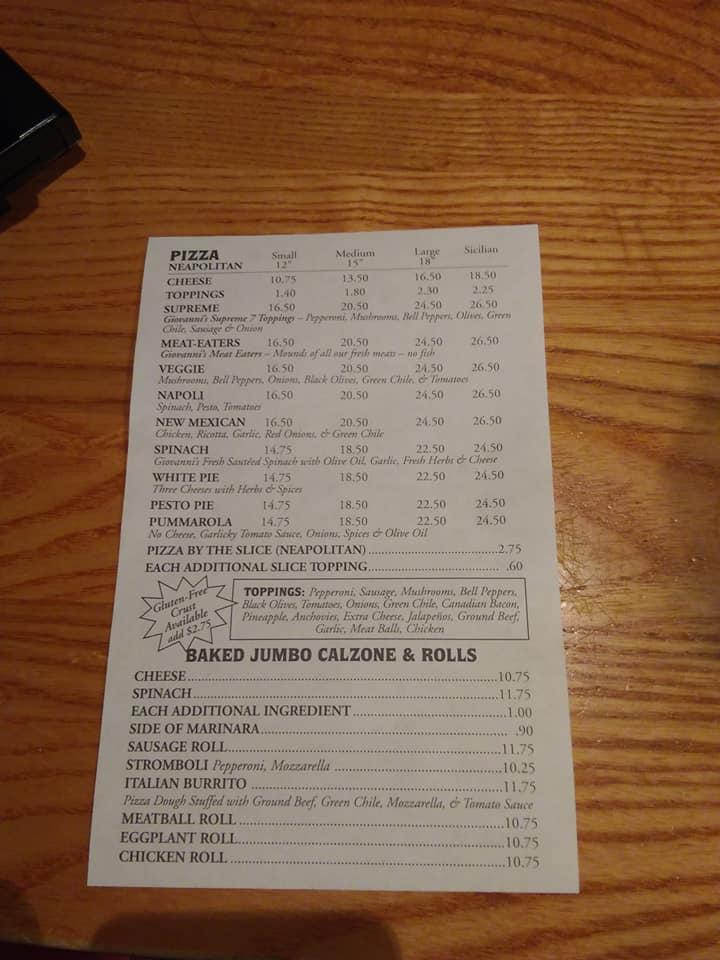 PIZZA Small Medium Large Sicilian
NEAPOLITAN 12" 15" 18"
CHEESE 10.75 13.50 16.50 18.50
TOPPINGS 1.40 1.80 2.30 2.25
SUPREME 16.50 20.50 24.50 26.50
Giovanni's Supreme 7 Toppings – Pepperoni, Mushrooms, Bell Peppers, Olives, Green
Chile, Sausage & Onion
MEAT-EATERS 16.50 20.50 24.50 26.50
Giovanni's Meat Eaters – Mounds of all our fresh meats – no fish
VEGGIE 16.50 20.50 24.50 26.50
Mushrooms, Bell Peppers, Onions, Black Olives, Green Chile, & Tomatoes
NAPOLI 16.50 20.50 24.50 26.50
Spinach, Pesto, Tomatoes
NEW MEXICAN 16.50 20.50 24.50 26.50
Chicken, Ricotta, Garlic, Red Onions, & Green Chile
SPINACH 14.75 18.50 22.50 24.50
Giovanni's Fresh Sautéed Spinach with Olive Oil, Garlic, Fresh Herbs & Cheese
WHITE PIE 14.75 18.50 22.50 24.50
Three Cheeses with Herbs & Spices
PESTO PIE 14.75 18.50 22.50 24.50
PUMMAROLA 14.75 18.50 22.50 24.50
No Cheese, Garlicky Tomato Sauce, Onions, Spices & Olive Oil
PIZZA BY THE SLICE (NEAPOLITAN)..............................2.75
EACH ADDITIONAL SLICE TOPPING................................60
Gluten-Free
Crust
Available
add $2.75
TOPPINGS: Pepperoni, Sausage, Mushrooms, Bell Peppers,
Black Olives, Tomatoes, Onions, Green Chile, Canadian Bacon,
Pineapple, Anchovies, Extra Cheese, Jalapeños, Ground Beef,
Garlic, Meat Balls, Chicken
BAKED JUMBO CALZONE & ROLLS
CHEESE..............................10.75
SPINACH..............................11.75
EACH ADDITIONAL INGREDIENT..............................1.00
SIDE OF MARINARA.............................. .90
SAUSAGE ROLL..............................11.75
STROMBOLI Pepperoni, Mozzarella ..............................10.25
ITALIAN BURRITO ..............................11.75
Pizza Dough Stuffed with Ground Beef, Green Chile, Mozzarella, & Tomato Sauce
MEATBALL ROLL ..............................10.75
EGGPLANT ROLL..............................10.75
CHICKEN ROLL ..............................10.75